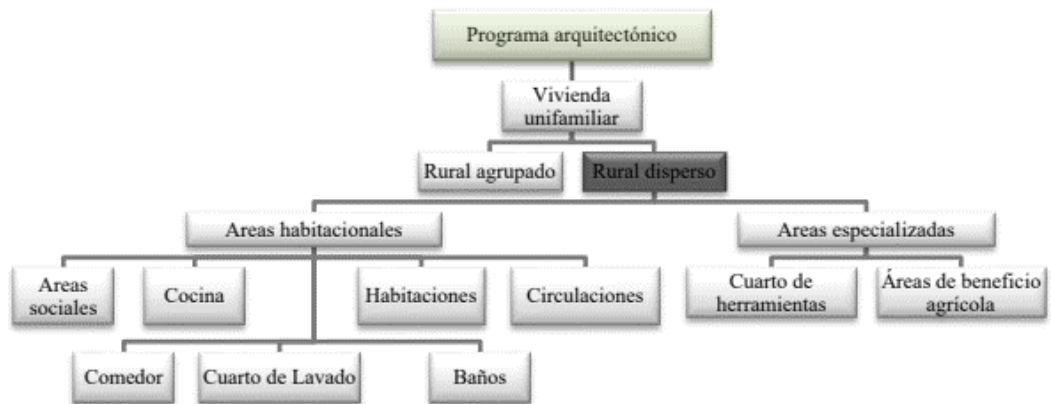 Programa arquitectónico
Vivienda
unifamiliar
Rural agrupado
Rural disperso
Areas habitacionales
Areas especializadas
Areas
sociales
Cocina
Habitaciones
Circulaciones
Cuarto de
herramientas
Áreas de beneficio
agrícola
Comedor
Cuarto de Lavado
Baños